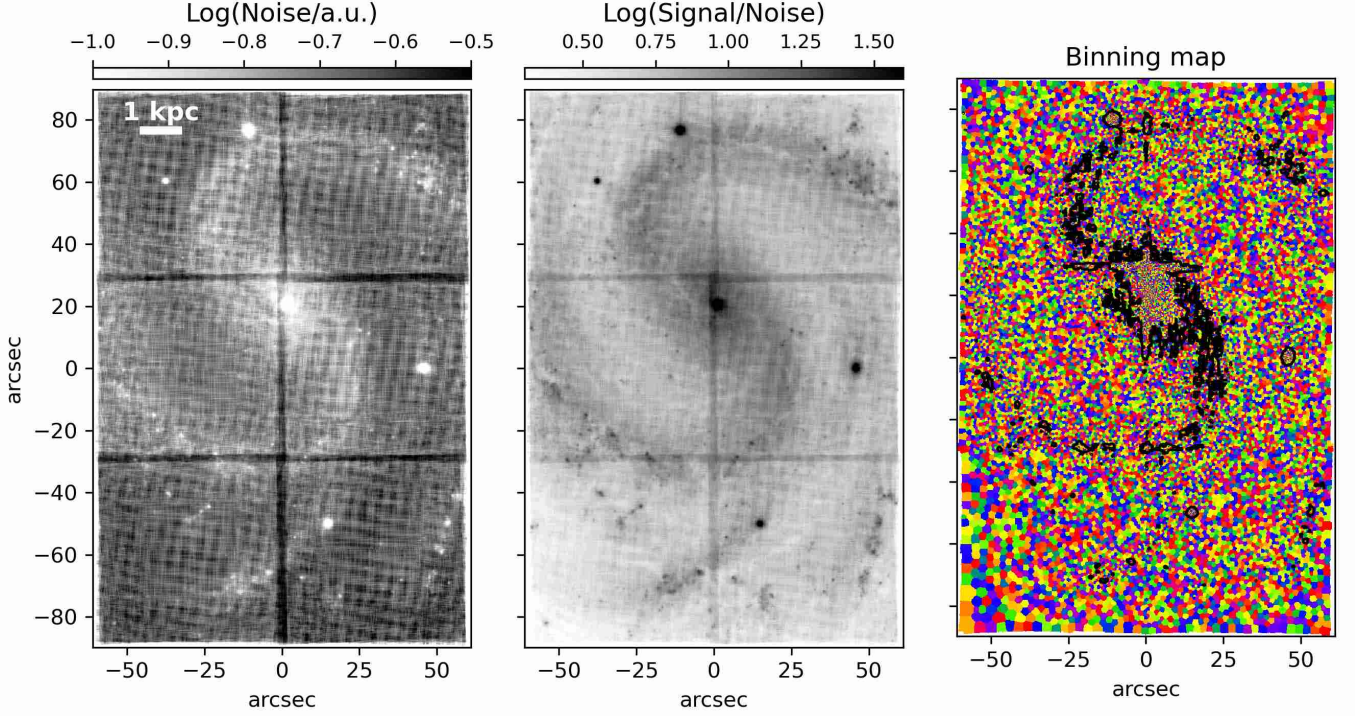 Log(Noise/a.u.)
−1.0 −0.9 −0.8 −0.7 −0.6 −0.5
1 kpc
80
60
40
20
0
−20
−40
−60
−80
arcsec
−50 −25 0 25 50
arcsec
Log(Signal/Noise)
0.50 0.75 1.00 1.25 1.50
−50 −25 0 25 50
arcsec
Binning map
−50 −25 0 25 50
arcsec